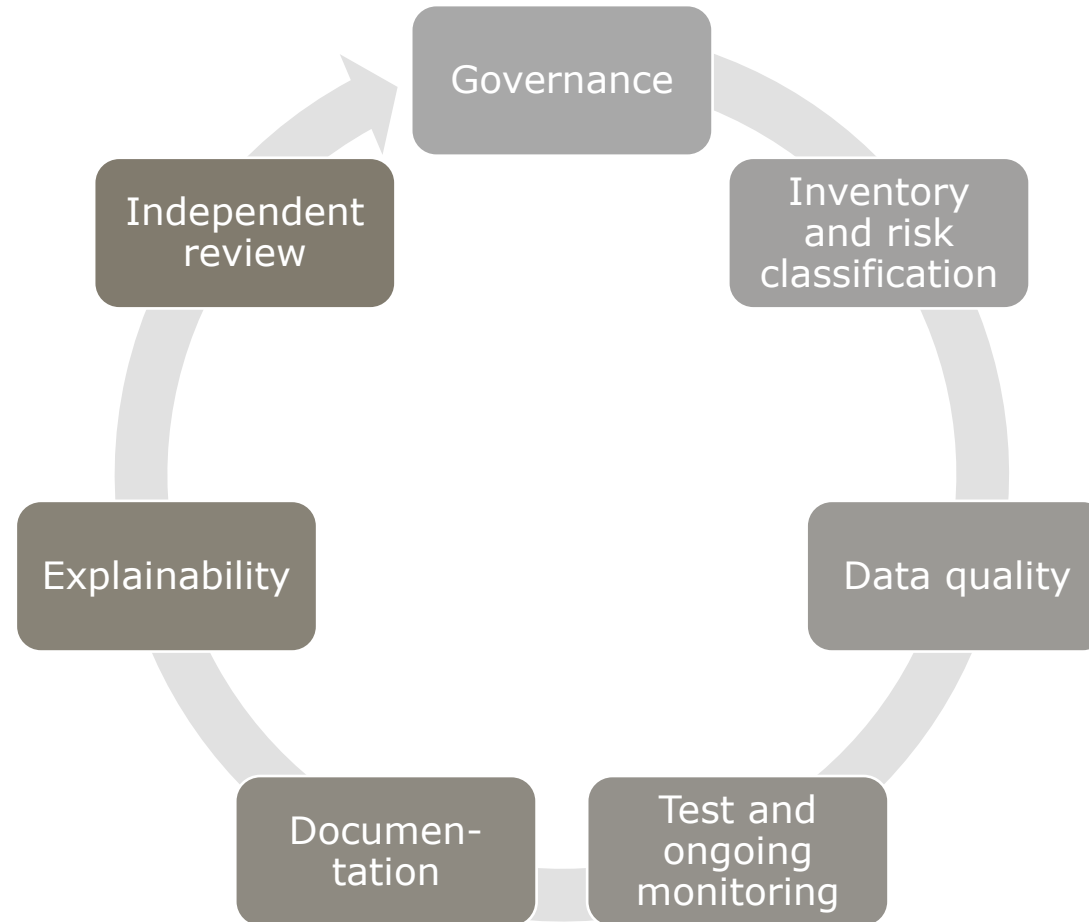 Governance
Inventory
and risk
classification
Data quality
Test and
ongoing
monitoring
Documen-
tation
Explainability
Independent
review